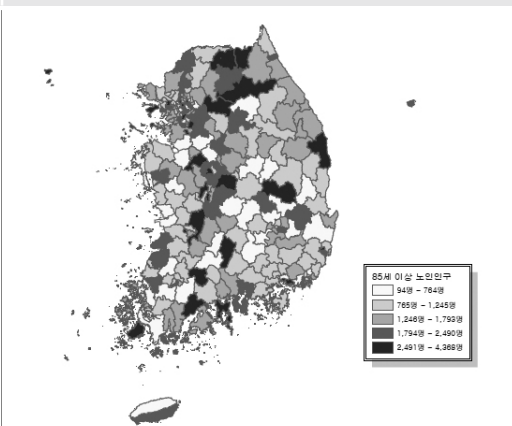 85세 이상 노인인구
94명 - 764명
765명 - 1,245명
1,246명 - 1,793명
1,794명 - 2,490명
2,491명 - 4,368명